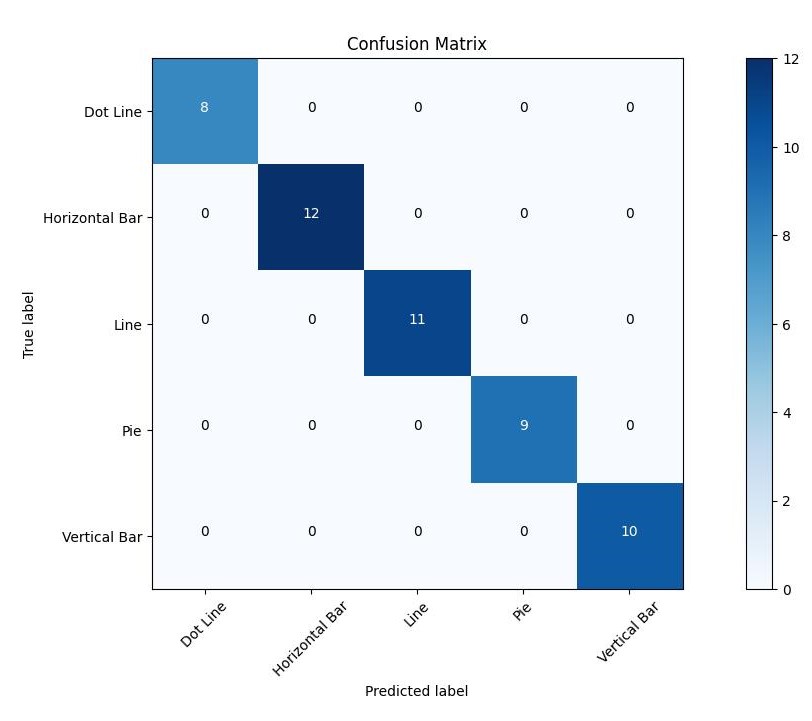 Confusion Matrix
Dot Line 8 0 0 0 0
Horizontal Bar 0 12 0 0 0
Line 0 0 11 0 0
Pie 0 0 0 9 0
Vertical Bar 0 0 0 0 10
True label
Dot Line Horizontal Bar Line Pie Vertical Bar
Predicted label
12
10
8
6
4
2
0